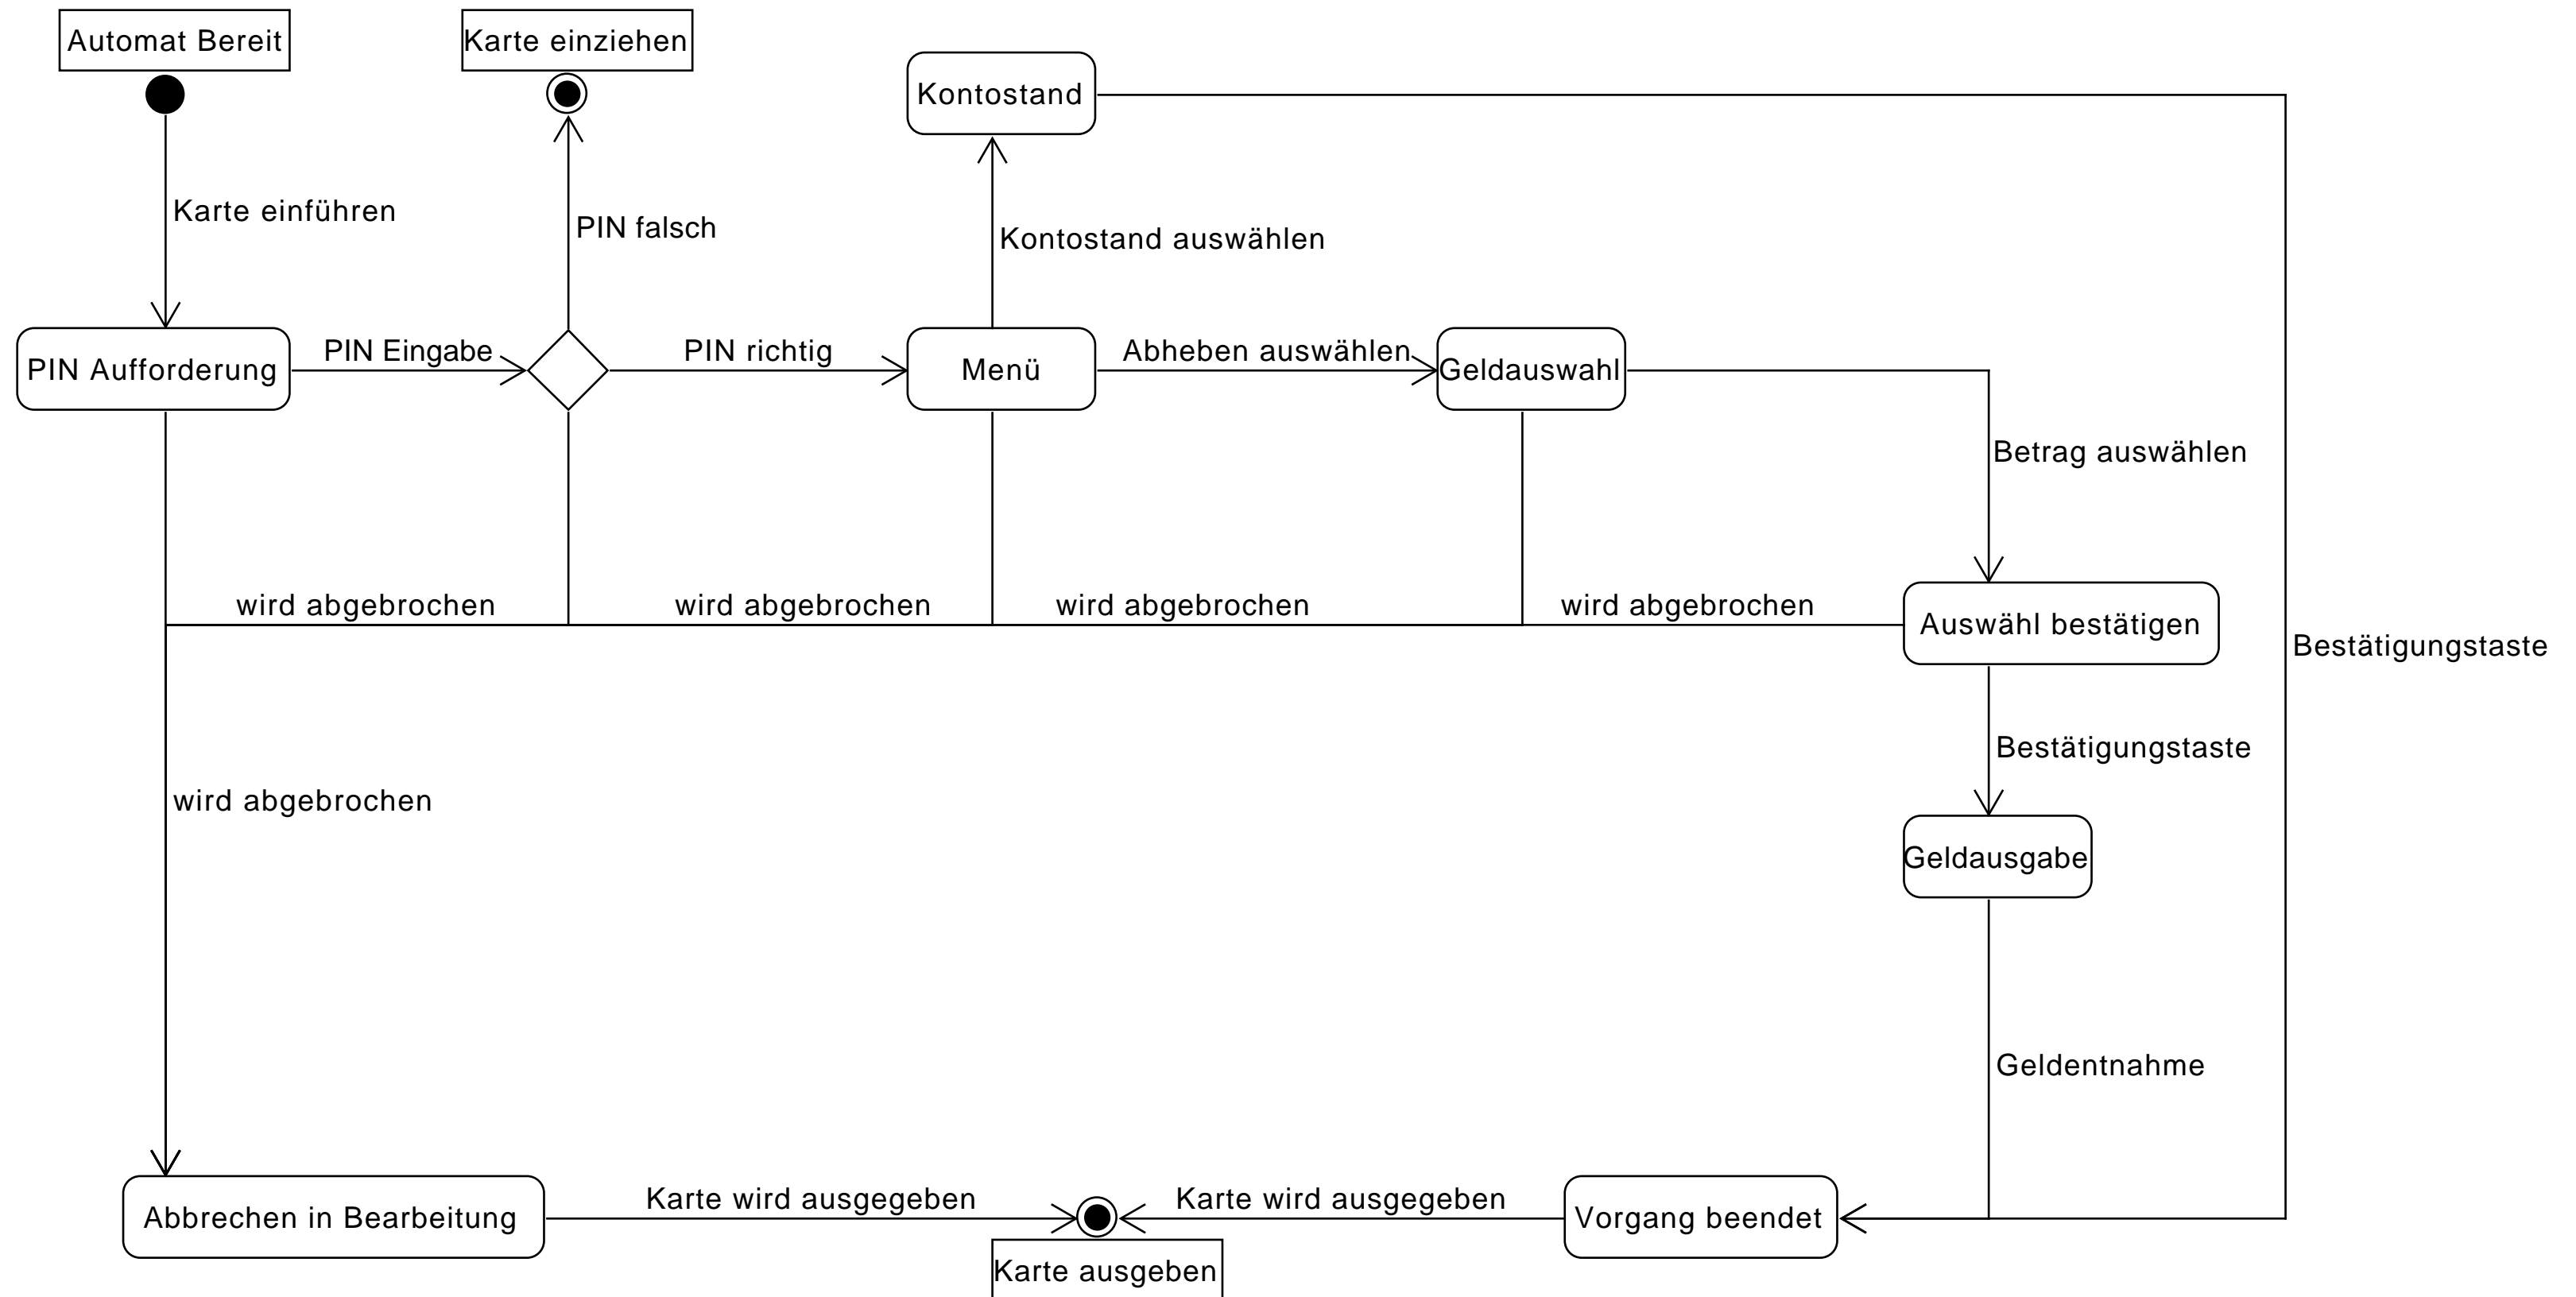 Automat Bereit
Karte einziehen
Kontostand
Karte einführen
PIN falsch
Kontostand auswählen
PIN Aufforderung
PIN Eingabe
PIN richtig
Menü
Abheben auswählen
Geldauswahl
Betrag auswählen
wird abgebrochen
wird abgebrochen
wird abgebrochen
wird abgebrochen
Auswähl bestätigen
Bestätigungstaste
Bestätigungstaste
wird abgebrochen
Geldausgabe
Geldentnahme
Abbrechen in Bearbeitung
Karte wird ausgegeben
Karte wird ausgegeben
Vorgang beendet
Karte ausgeben